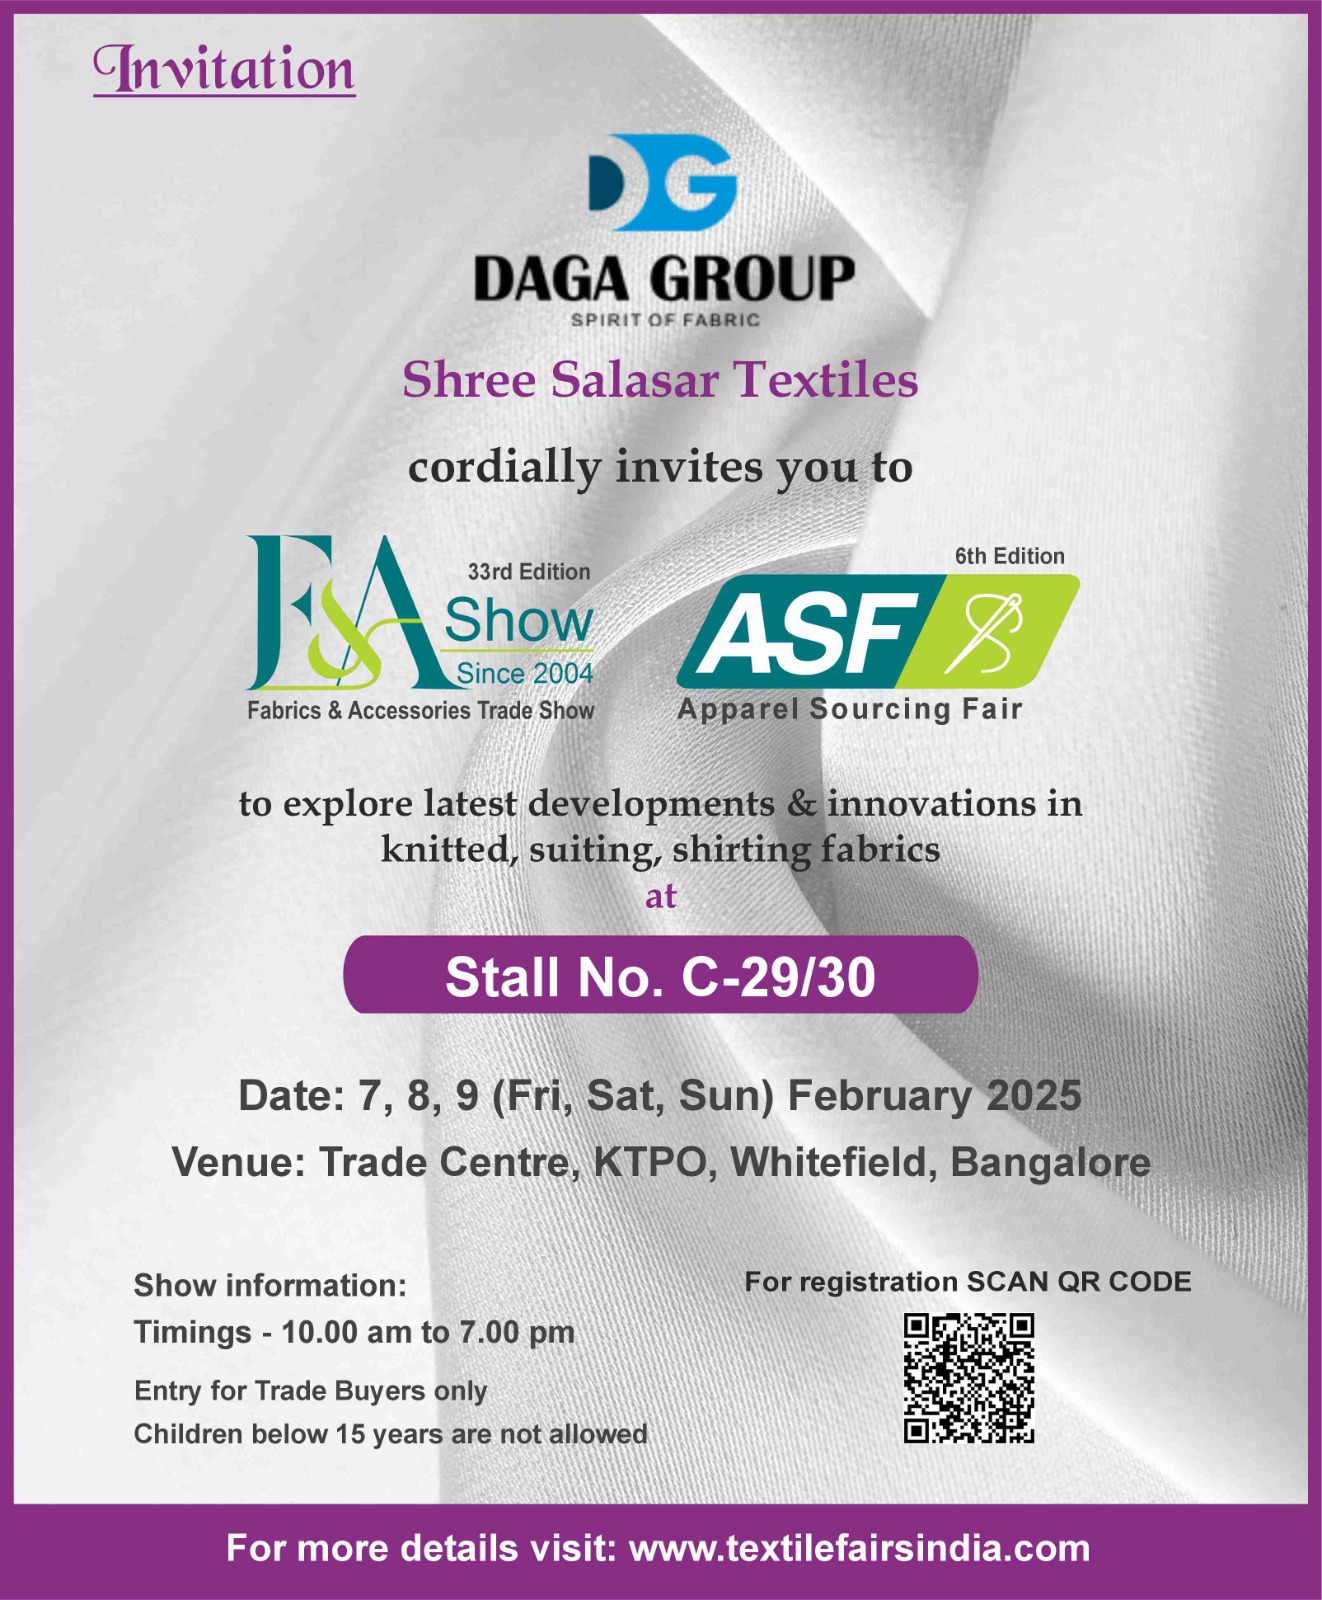 Invitation
DG
DAGA GROUP
SPIRIT OF FABRIC
Shree Salasar Textiles
cordially invites you to
F&A
33rd Edition
Show
Since 2004
Fabrics & Accessories Trade Show
6th Edition
ASF
Apparel Sourcing Fair
to explore latest developments & innovations in
knitted, suiting, shirting fabrics
at
Stall No. C-29/30
Date: 7, 8, 9 (Fri, Sat, Sun) February 2025
Venue: Trade Centre, KTPO, Whitefield, Bangalore
Show information:
Timings - 10.00 am to 7.00 pm
Entry for Trade Buyers only
Children below 15 years are not allowed
For registration SCAN QR CODE
For more details visit: www.textilefairsindia.com